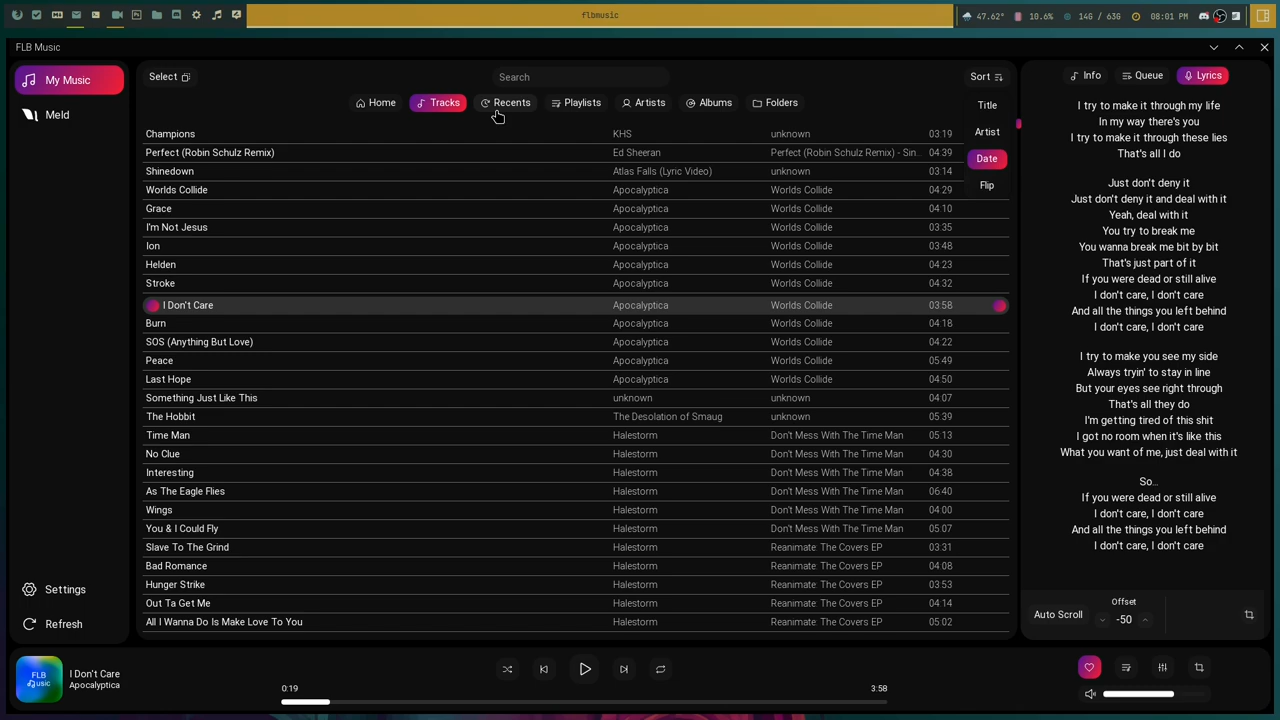 flbmusic
47.62° 10.6% 14G / 63G 08:01 PM
FLB Music
My Music
Meld
Settings
Refresh
Select
Search
Sort
Home Tracks Recents Playlists Artists Albums Folders
Title
Artist
Date
Flip
Champions KHS unknown 03:19
Perfect (Robin Schulz Remix) Ed Sheeran Perfect (Robin Schulz Remix) - Sin... 04:39
Shinedown Atlas Falls (Lyric Video) unknown 03:14
Worlds Collide Apocalyptica Worlds Collide 04:29
Grace Apocalyptica Worlds Collide 04:10
I'm Not Jesus Apocalyptica Worlds Collide 03:35
Ion Apocalyptica Worlds Collide 03:48
Helden Apocalyptica Worlds Collide 04:23
Stroke Apocalyptica Worlds Collide 04:32
I Don't Care Apocalyptica Worlds Collide 03:58
Burn Apocalyptica Worlds Collide 04:18
SOS (Anything But Love) Apocalyptica Worlds Collide 04:22
Peace Apocalyptica Worlds Collide 05:49
Last Hope Apocalyptica Worlds Collide 04:50
Something Just Like This unknown unknown 04:07
The Hobbit The Desolation of Smaug unknown 05:39
Time Man Halestorm Don't Mess With The Time Man 05:13
No Clue Halestorm Don't Mess With The Time Man 04:30
Interesting Halestorm Don't Mess With The Time Man 04:38
As The Eagle Flies Halestorm Don't Mess With The Time Man 06:40
Wings Halestorm Don't Mess With The Time Man 04:00
You & I Could Fly Halestorm Don't Mess With The Time Man 05:07
Slave To The Grind Halestorm Reanimate: The Covers EP 03:31
Bad Romance Halestorm Reanimate: The Covers EP 04:08
Hunger Strike Halestorm Reanimate: The Covers EP 03:53
Out Ta Get Me Halestorm Reanimate: The Covers EP 04:14
All I Wanna Do Is Make Love To You Halestorm Reanimate: The Covers EP 05:02
Info Queue Lyrics
I try to make it through my life
In my way there's you
I try to make it through these lies
That's all I do
Just don't deny it
Just don't deny it and deal with it
Yeah, deal with it
You try to break me
You wanna break me bit by bit
That's just part of it
If you were dead or still alive
I don't care, I don't care
And all the things you left behind
I don't care, I don't care
I try to make you see my side
Always tryin' to stay in line
But your eyes see right through
That's all they do
I'm getting tired of this shit
I got no room when it's like this
What you want of me, just deal with it
So...
If you were dead or still alive
I don't care, I don't care
And all the things you left behind
I don't care, I don't care
Auto Scroll
Offset
-50
FLB
Music
I Don't Care
Apocalyptica
0:19
3:58